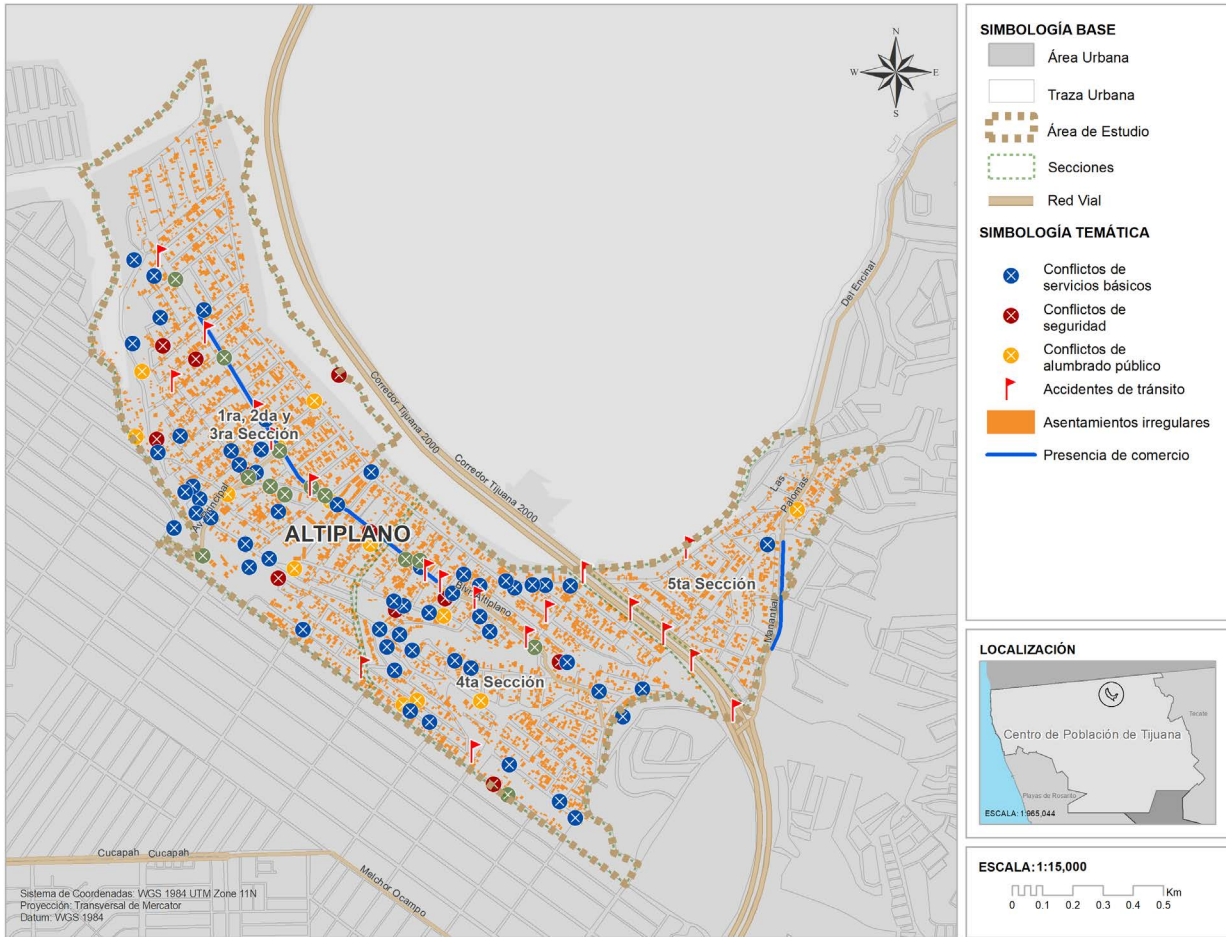 N
W
E
S
Del Encinal
Corredor Tijuana 2000
Corredor Tijuana 2000
1ra, 2da y
3ra Sección
Av. Principal
ALTIPLANO
Blvr. Altiplano
Las
Palomas
5ta Sección
Manantial
4ta Sección
Cucapah
Cucapah
Melchor Ocampo
Sistema de Coordenadas: WGS 1984 UTM Zone 11N
Proyección: Transversal de Mercator
Datum: WGS 1984
SIMBOLOGÍA BASE
Área Urbana
Traza Urbana
Área de Estudio
Secciones
Red Vial
SIMBOLOGÍA TEMÁTICA
Conflictos de
servicios básicos
Conflictos de
seguridad
Conflictos de
alumbrado público
Accidentes de tránsito
Asentamientos irregulares
Presencia de comercio
LOCALIZACIÓN
Tecate
Centro de Población de Tijuana
Playas de Rosarito
ESCALA: 1:965,044
ESCALA: 1:15,000
Km
0 0.1 0.2 0.3 0.4 0.5